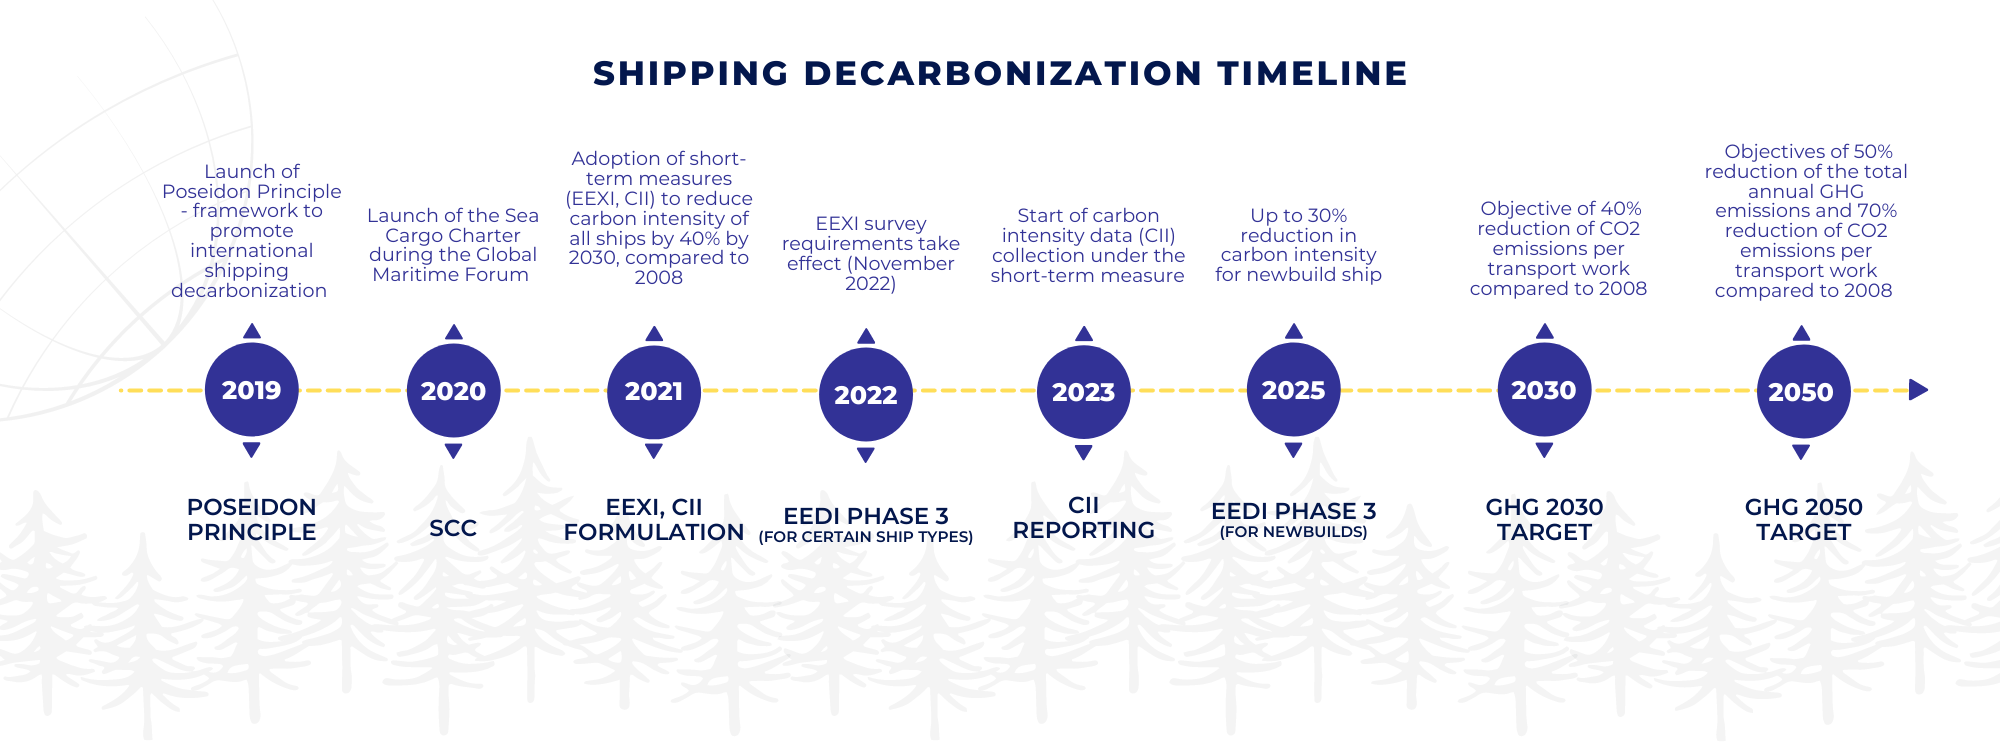 SHIPPING DECARBONIZATION TIMELINE
Launch of
Poseidon Principle
- framework to
promote
international
shipping
decarbonization
2019
POSEIDON
PRINCIPLE
Launch of the Sea
Cargo Charter
during the Global
Maritime Forum
2020
SCC
Adoption of short-
term measures
(EEXI, CII) to reduce
carbon intensity of
all ships by 40% by
2030, compared to
2008
2021
EEXI, CII
FORMULATION
EEXI survey
requirements take
effect (November
2022)
2022
EEDI PHASE 3
(FOR CERTAIN SHIP TYPES)
Start of carbon
intensity data (CII)
collection under the
short-term measure
2023
CII
REPORTING
Up to 30%
reduction in
carbon intensity
for newbuild ship
2025
EEDI PHASE 3
(FOR NEWBUILDS)
Objective of 40%
reduction of CO2
emissions per
transport work
compared to 2008
2030
GHG 2030
TARGET
Objectives of 50%
reduction of the total
annual GHG
emissions and 70%
reduction of CO2
emissions per
transport work
compared to 2008
2050
GHG 2050
TARGET